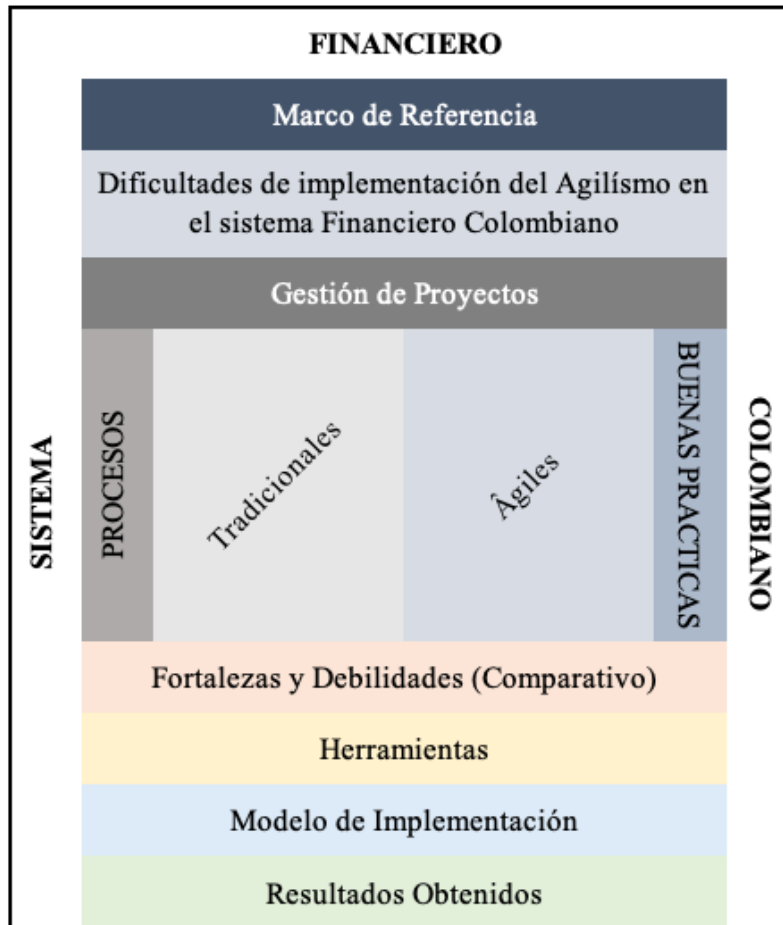 FINANCIERO
Marco de Referencia
Dificultades de implementación del Agilísmo en
el sistema Financiero Colombiano
Gestión de Proyectos
SISTEMA
PROCESOS
Tradicionales
Âgiles
BUENAS PRACTICAS
COLOMBIANO
Fortalezas y Debilidades (Comparativo)
Herramientas
Modelo de Implementación
Resultados Obtenidos